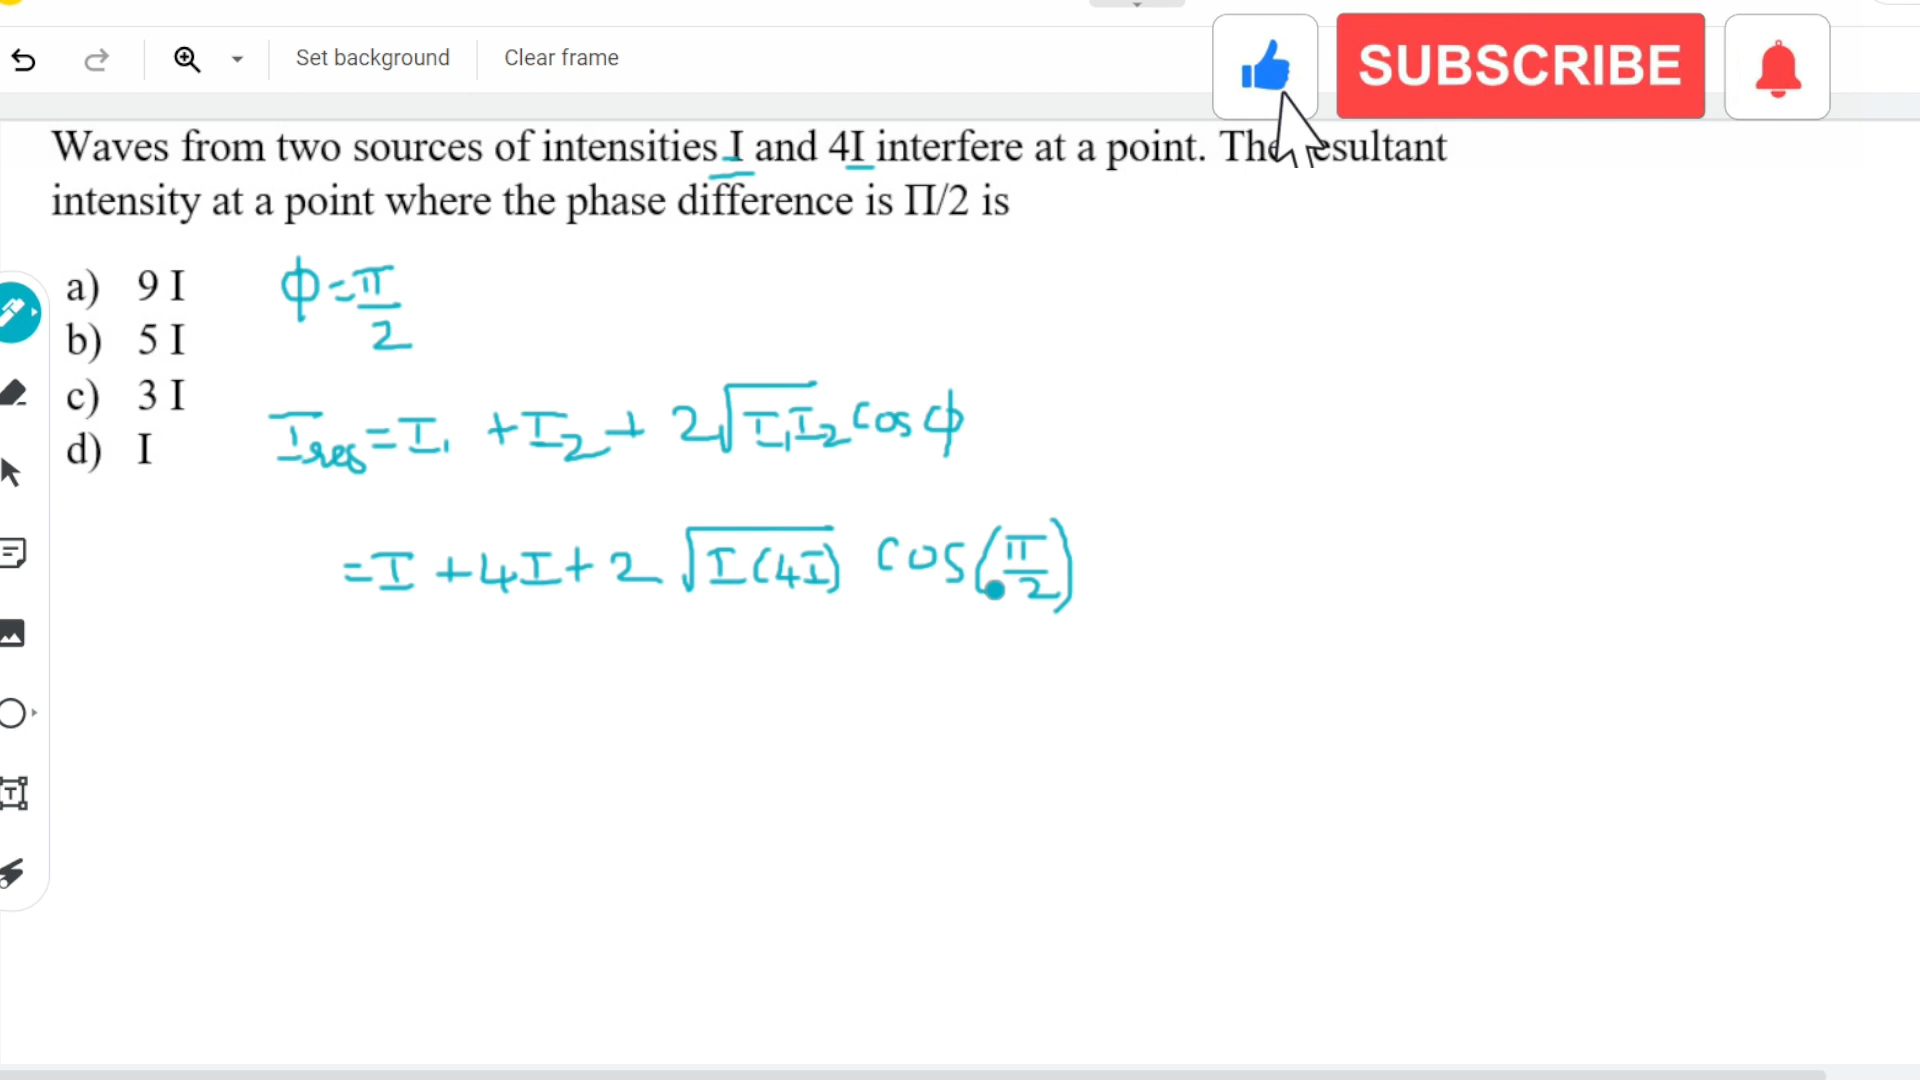 Set background Clear frame SUBSCRIBE
Waves from two sources of intensities I and 4I interfere at a point. The resultant
intensity at a point where the phase difference is Π/2 is
a) 9 I
b) 5 I
c) 3 I
d) I
ϕ = π/2
I_res = I₁ + I₂ + 2√(I₁I₂) cos ϕ
= I + 4I + 2 √(I(4I)) cos(π/2)